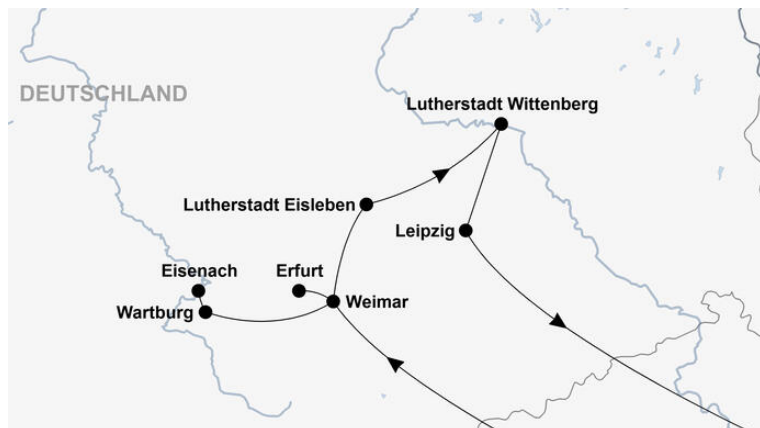 DEUTSCHLAND
Lutherstadt Wittenberg
Lutherstadt Eisleben
Leipzig
Eisenach
Erfurt
Wartburg
Weimar